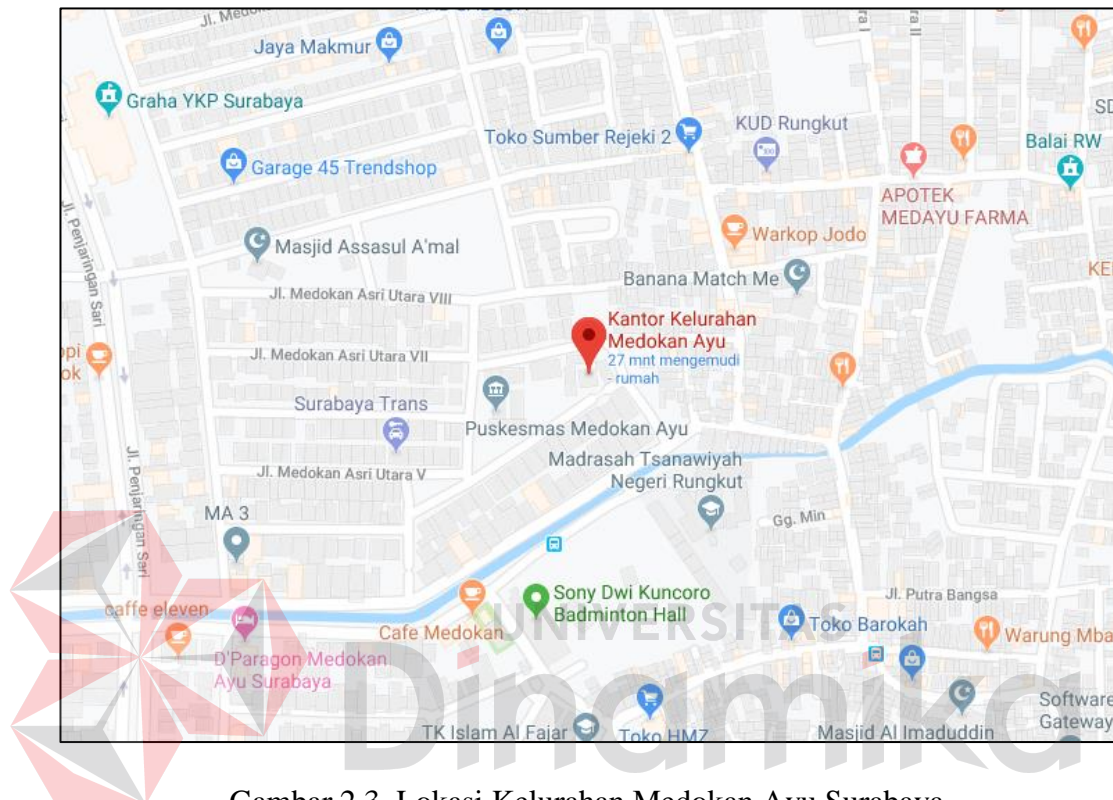 Jl. Medokan
Jaya Makmur
Graha YKP Surabaya
Toko Sumber Rejeki 2
KUD Rungkut
Balai RW
Garage 45 Trendshop
APOTEK
MEDAYU FARMA
Jl. Penjaringan Sari
Masjid Assasul A'mal
Warkop Jodo
Banana Match Me
Jl. Medokan Asri Utara VIII
Kantor Kelurahan
Medokan Ayu
27 mnt mengemudi
- rumah
Jl. Medokan Asri Utara VII
Surabaya Trans
Puskesmas Medokan Ayu
Madrasah Tsanawiyah
Negeri Rungkut
Jl. Medokan Asri Utara V
Jl. Penjaringan Sari
MA 3
Gg. Min
Sony Dwi Kuncoro
Badminton Hall
Jl. Putra Bangsa
caffe eleven
Cafe Medokan
UNIVERSITAS
Toko Barokah
Warung Mba
D'Paragon Medokan
Ayu Surabaya
Dinamika
Software
Gateway
TK Islam Al Fajar
Toko HMZ
Masjid Al Imaduddin
Gambar 2.3. Lokasi Kelurahan Medokan Ayu Surabaya